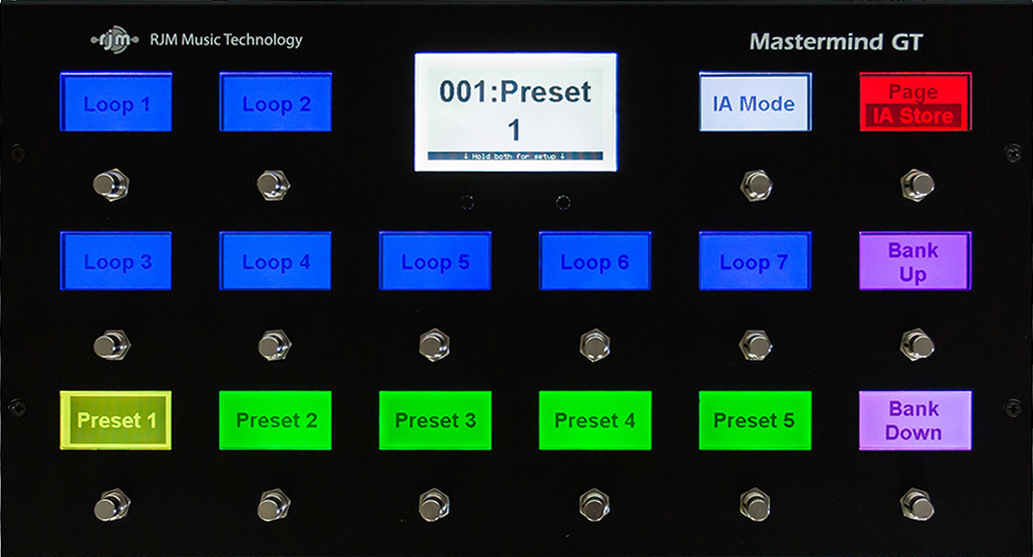 rjm RJM Music Technology
Mastermind GT
Loop 1
Loop 2
001:Preset
1
↓ Hold both for setup ↓
IA Mode
Page
IA Store
Loop 3
Loop 4
Loop 5
Loop 6
Loop 7
Bank
Up
Preset 1
Preset 2
Preset 3
Preset 4
Preset 5
Bank
Down